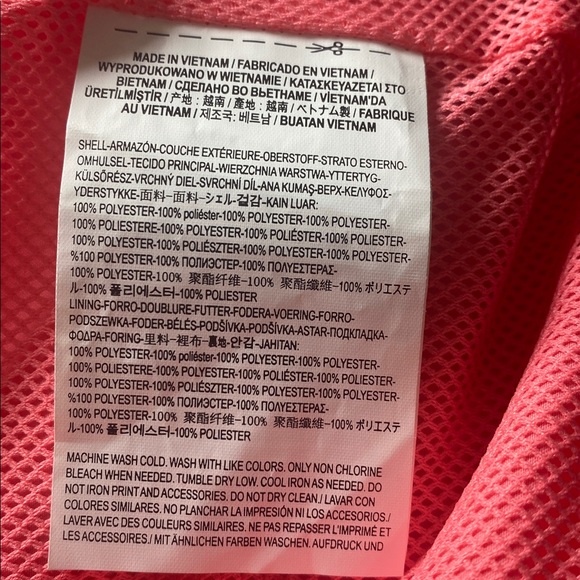 MADE IN VIETNAM / FABRICADO EN VIETNAM /
WYPRODUKOWANO W WIETNAMIE / ΚΑΤΑΣΚΕΥΑΖΕΤΑΙ ΣΤΟ
ΒΙΕΤΝΑΜ / СДЕЛАНО ВО ВЬЕТНАМЕ / VİETNAM'DA
ÜRETİLMİŞTİR / 产地: 越南 / 產地: 越南 / ベトナム製 / FABRIQUÉ
AU VIETNAM / 제조국: 베트남 / BUATAN VIETNAM
SHELL-ARMAZÓN-COUCHE EXTÉRIEURE-OBERSTOFF-STRATO ESTERNO-
OMHULSEL-TECIDO PRINCIPAL-WIERZCHNIA WARSTWA-YTTERTYG-
KÜLSŐRÉSZ-VRCHNÝ DIEL-SVRCHNÍ DÍL-ANA KUMAŞ-ВЕРХ-ΚΕΛΥΦΟΣ-
YDERSTYKKE-面料-面料-シェル-겉감-KAIN LUAR:
100% POLYESTER-100% poliéster-100% POLYESTER-100% POLYESTER-
100% POLIESTERE-100% POLYESTER-100% POLIÉSTER-100% POLIESTER-
100% POLYESTER-100% POLIÉSZTER-100% POLYESTER-100% POLYESTER-
%100 POLYESTER-100% ПОЛИЭСТЕР-100% ΠΟΛΥΕΣΤΕΡΑΣ-
100% POLYESTER-100% 聚酯纤维-100% 聚酯纖維-100% ポリエステ
ル-100% 폴리에스터-100% POLIESTER
LINING-FORRO-DOUBLURE-FUTTER-FODERA-VOERING-FORRO-
PODSZEWKA-FODER-BÉLÉS-PODŠÍVKA-PODŠÍVKA-ASTAR-ПОДКЛАДКА-
ΦΟΔΡΑ-FORING-里料-裡布-裏地-안감-JAHITAN:
100% POLYESTER-100% poliéster-100% POLYESTER-100% POLYESTER-
100% POLIESTERE-100% POLYESTER-100% POLIÉSTER-100% POLIESTER-
100% POLYESTER-100% POLIÉSZTER-100% POLYESTER-100% POLYESTER-
%100 POLYESTER-100% ПОЛИЭСТЕР-100% ΠΟΛΥΕΣΤΕΡΑΣ-
100% POLYESTER-100% 聚酯纤维-100% 聚酯纖維-100% ポリエステ
ル-100% 폴리에스터-100% POLIESTER
MACHINE WASH COLD. WASH WITH LIKE COLORS. ONLY NON CHLORINE
BLEACH WHEN NEEDED. TUMBLE DRY LOW. COOL IRON AS NEEDED. DO
NOT IRON PRINT AND ACCESSORIES. DO NOT DRY CLEAN./ LAVAR CON
COLORES SIMILARES. NO PLANCHAR LA IMPRESIÓN NI LOS ACCESORIOS./
LAVER AVEC DES COULEURS SIMILAIRES. NE PAS REPASSER L'IMPRIMÉ ET
LES ACCESSOIRES./ MIT ÄHNLICHEN FARBEN WASCHEN. AUFDRUCK UND